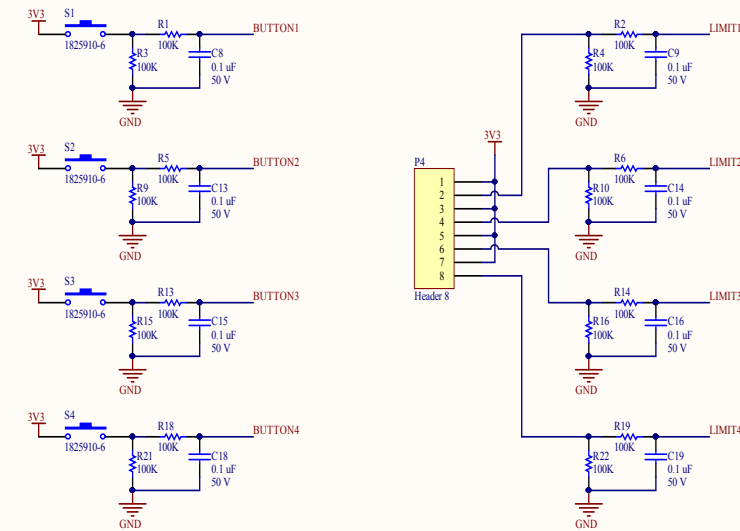 3V3
S1
1825910-6
R1
100K
BUTTON1
R3
100K
C8
0.1 uF
50 V
GND
3V3
S2
1825910-6
R5
100K
BUTTON2
R9
100K
C13
0.1 uF
50 V
GND
3V3
S3
1825910-6
R13
100K
BUTTON3
R15
100K
C15
0.1 uF
50 V
GND
3V3
S4
1825910-6
R18
100K
BUTTON4
R21
100K
C18
0.1 uF
50 V
GND
3V3
P4
1
2
3
4
5
6
7
8
Header 8
R2
100K
LIMIT1
R4
100K
C9
0.1 uF
50 V
GND
R6
100K
LIMIT2
R10
100K
C14
0.1 uF
50 V
GND
R14
100K
LIMIT3
R16
100K
C16
0.1 uF
50 V
GND
R19
100K
LIMIT4
R22
100K
C19
0.1 uF
50 V
GND